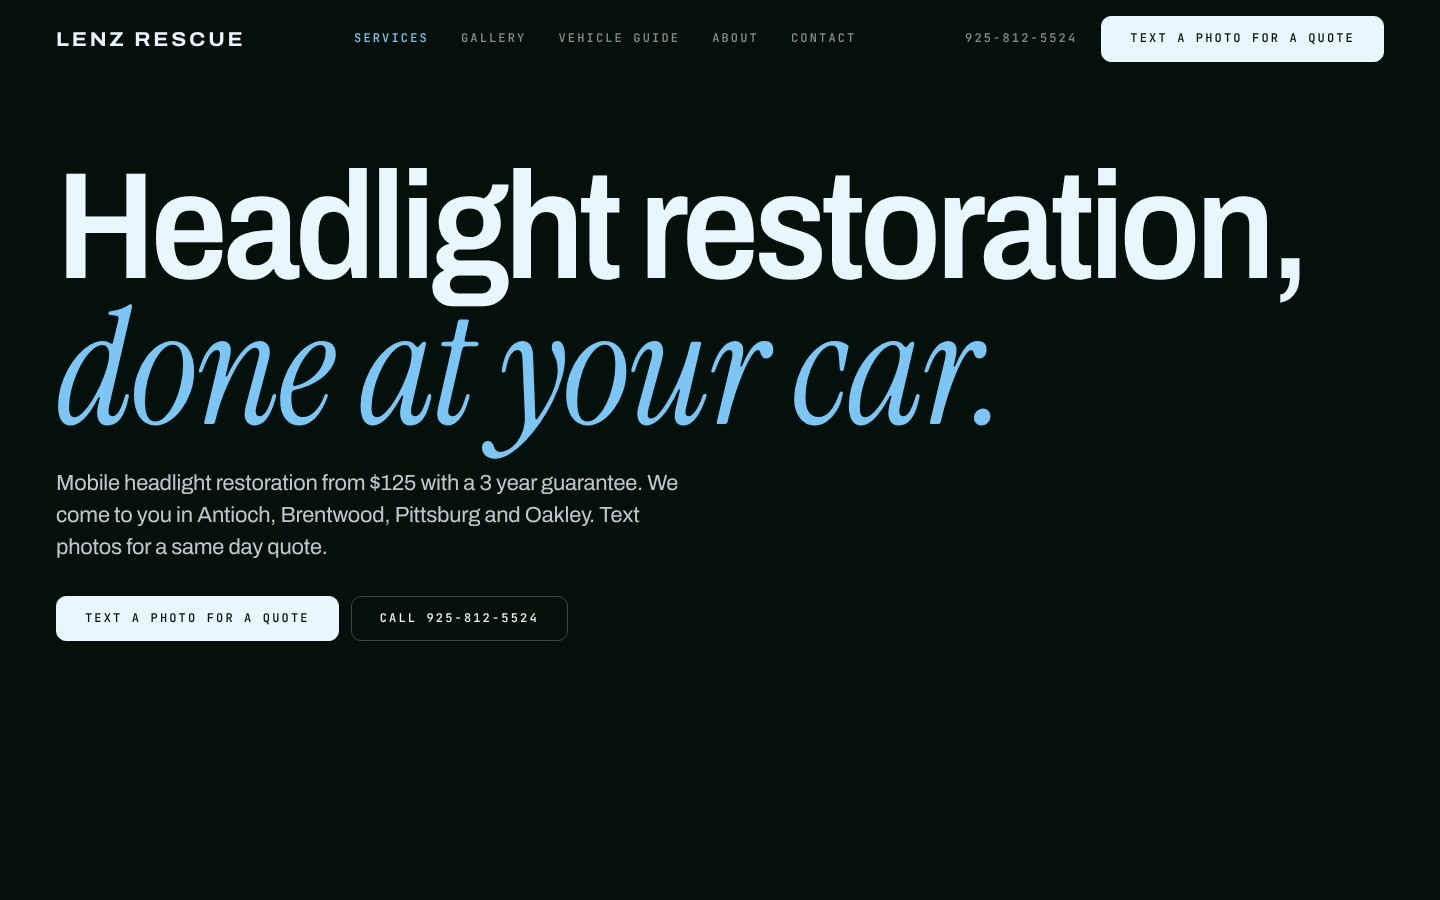 LENZ RESCUE
SERVICES GALLERY VEHICLE GUIDE ABOUT CONTACT
925-812-5524
TEXT A PHOTO FOR A QUOTE
Headlight restoration,
done at your car.
Mobile headlight restoration from $125 with a 3 year guarantee. We
come to you in Antioch, Brentwood, Pittsburg and Oakley. Text
photos for a same day quote.
TEXT A PHOTO FOR A QUOTE
CALL 925-812-5524